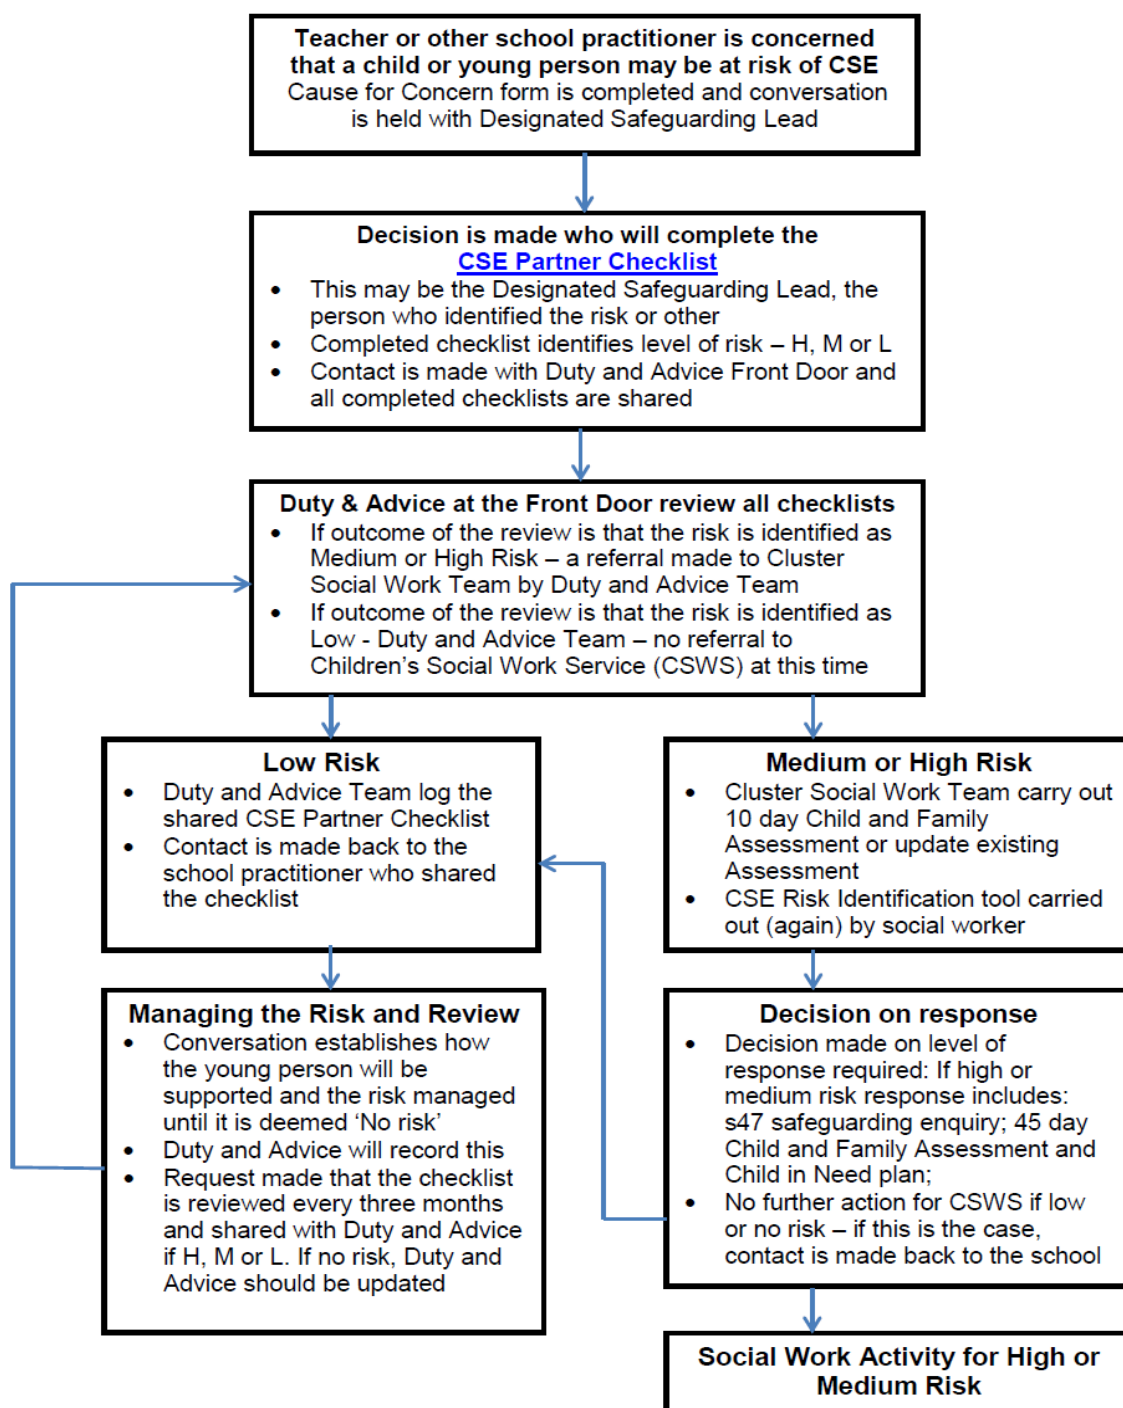 Teacher or other school practitioner is concerned
that a child or young person may be at risk of CSE
Cause for Concern form is completed and conversation
is held with Designated Safeguarding Lead
Decision is made who will complete the
CSE Partner Checklist
• This may be the Designated Safeguarding Lead, the
person who identified the risk or other
• Completed checklist identifies level of risk – H, M or L
• Contact is made with Duty and Advice Front Door and
all completed checklists are shared
Duty & Advice at the Front Door review all checklists
• If outcome of the review is that the risk is identified as
Medium or High Risk – a referral made to Cluster
Social Work Team by Duty and Advice Team
• If outcome of the review is that the risk is identified as
Low - Duty and Advice Team – no referral to
Children's Social Work Service (CSWS) at this time
Low Risk
• Duty and Advice Team log the
shared CSE Partner Checklist
• Contact is made back to the
school practitioner who shared
the checklist
Medium or High Risk
• Cluster Social Work Team carry out
10 day Child and Family
Assessment or update existing
Assessment
• CSE Risk Identification tool carried
out (again) by social worker
Managing the Risk and Review
• Conversation establishes how
the young person will be
supported and the risk managed
until it is deemed ‘No risk’
• Duty and Advice will record this
• Request made that the checklist
is reviewed every three months
and shared with Duty and Advice
if H, M or L. If no risk, Duty and
Advice should be updated
Decision on response
• Decision made on level of
response required: If high or
medium risk response includes:
s47 safeguarding enquiry; 45 day
Child and Family Assessment and
Child in Need plan;
• No further action for CSWS if low
or no risk – if this is the case,
contact is made back to the school
Social Work Activity for High or
Medium Risk